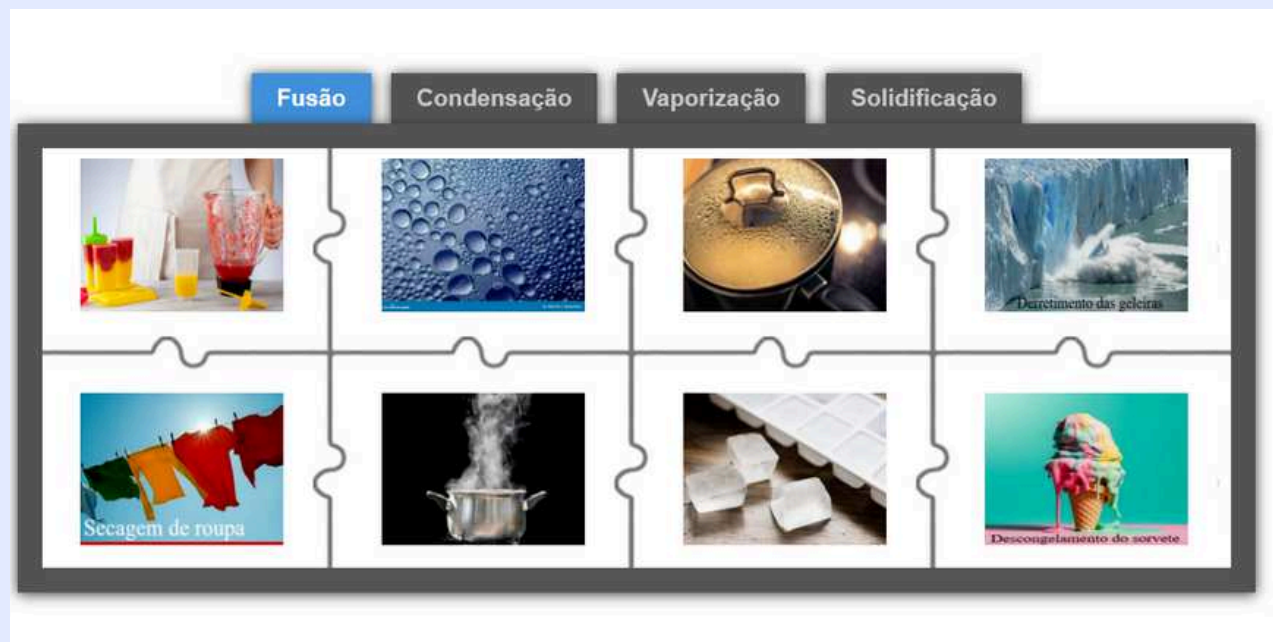 Fusão
Condensação
Vaporização
Solidificação
Derretimento das geleiras
Secagem de roupa
Descongelamento do sorvete